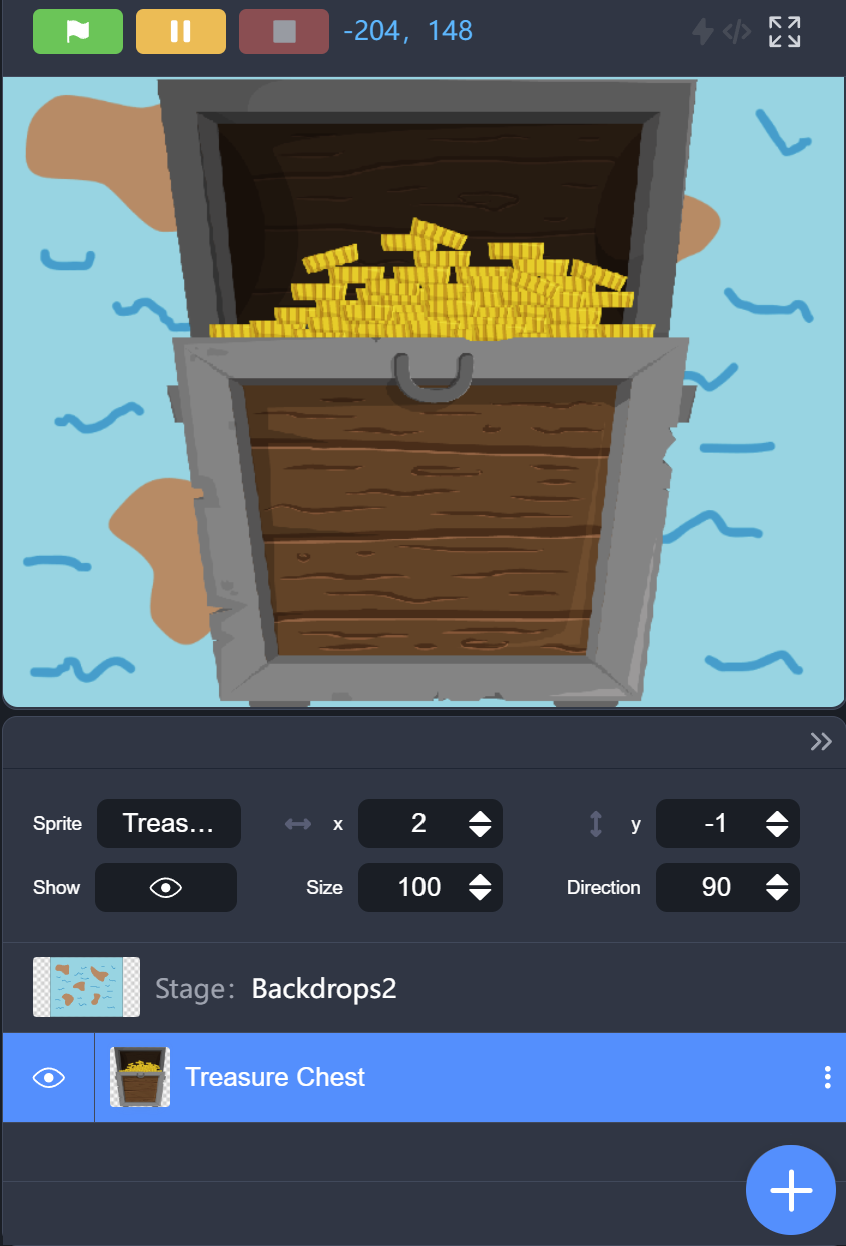 -204, 148
Sprite Treas... x 2 y -1
Show Size 100 Direction 90
Stage: Backdrops2
Treasure Chest